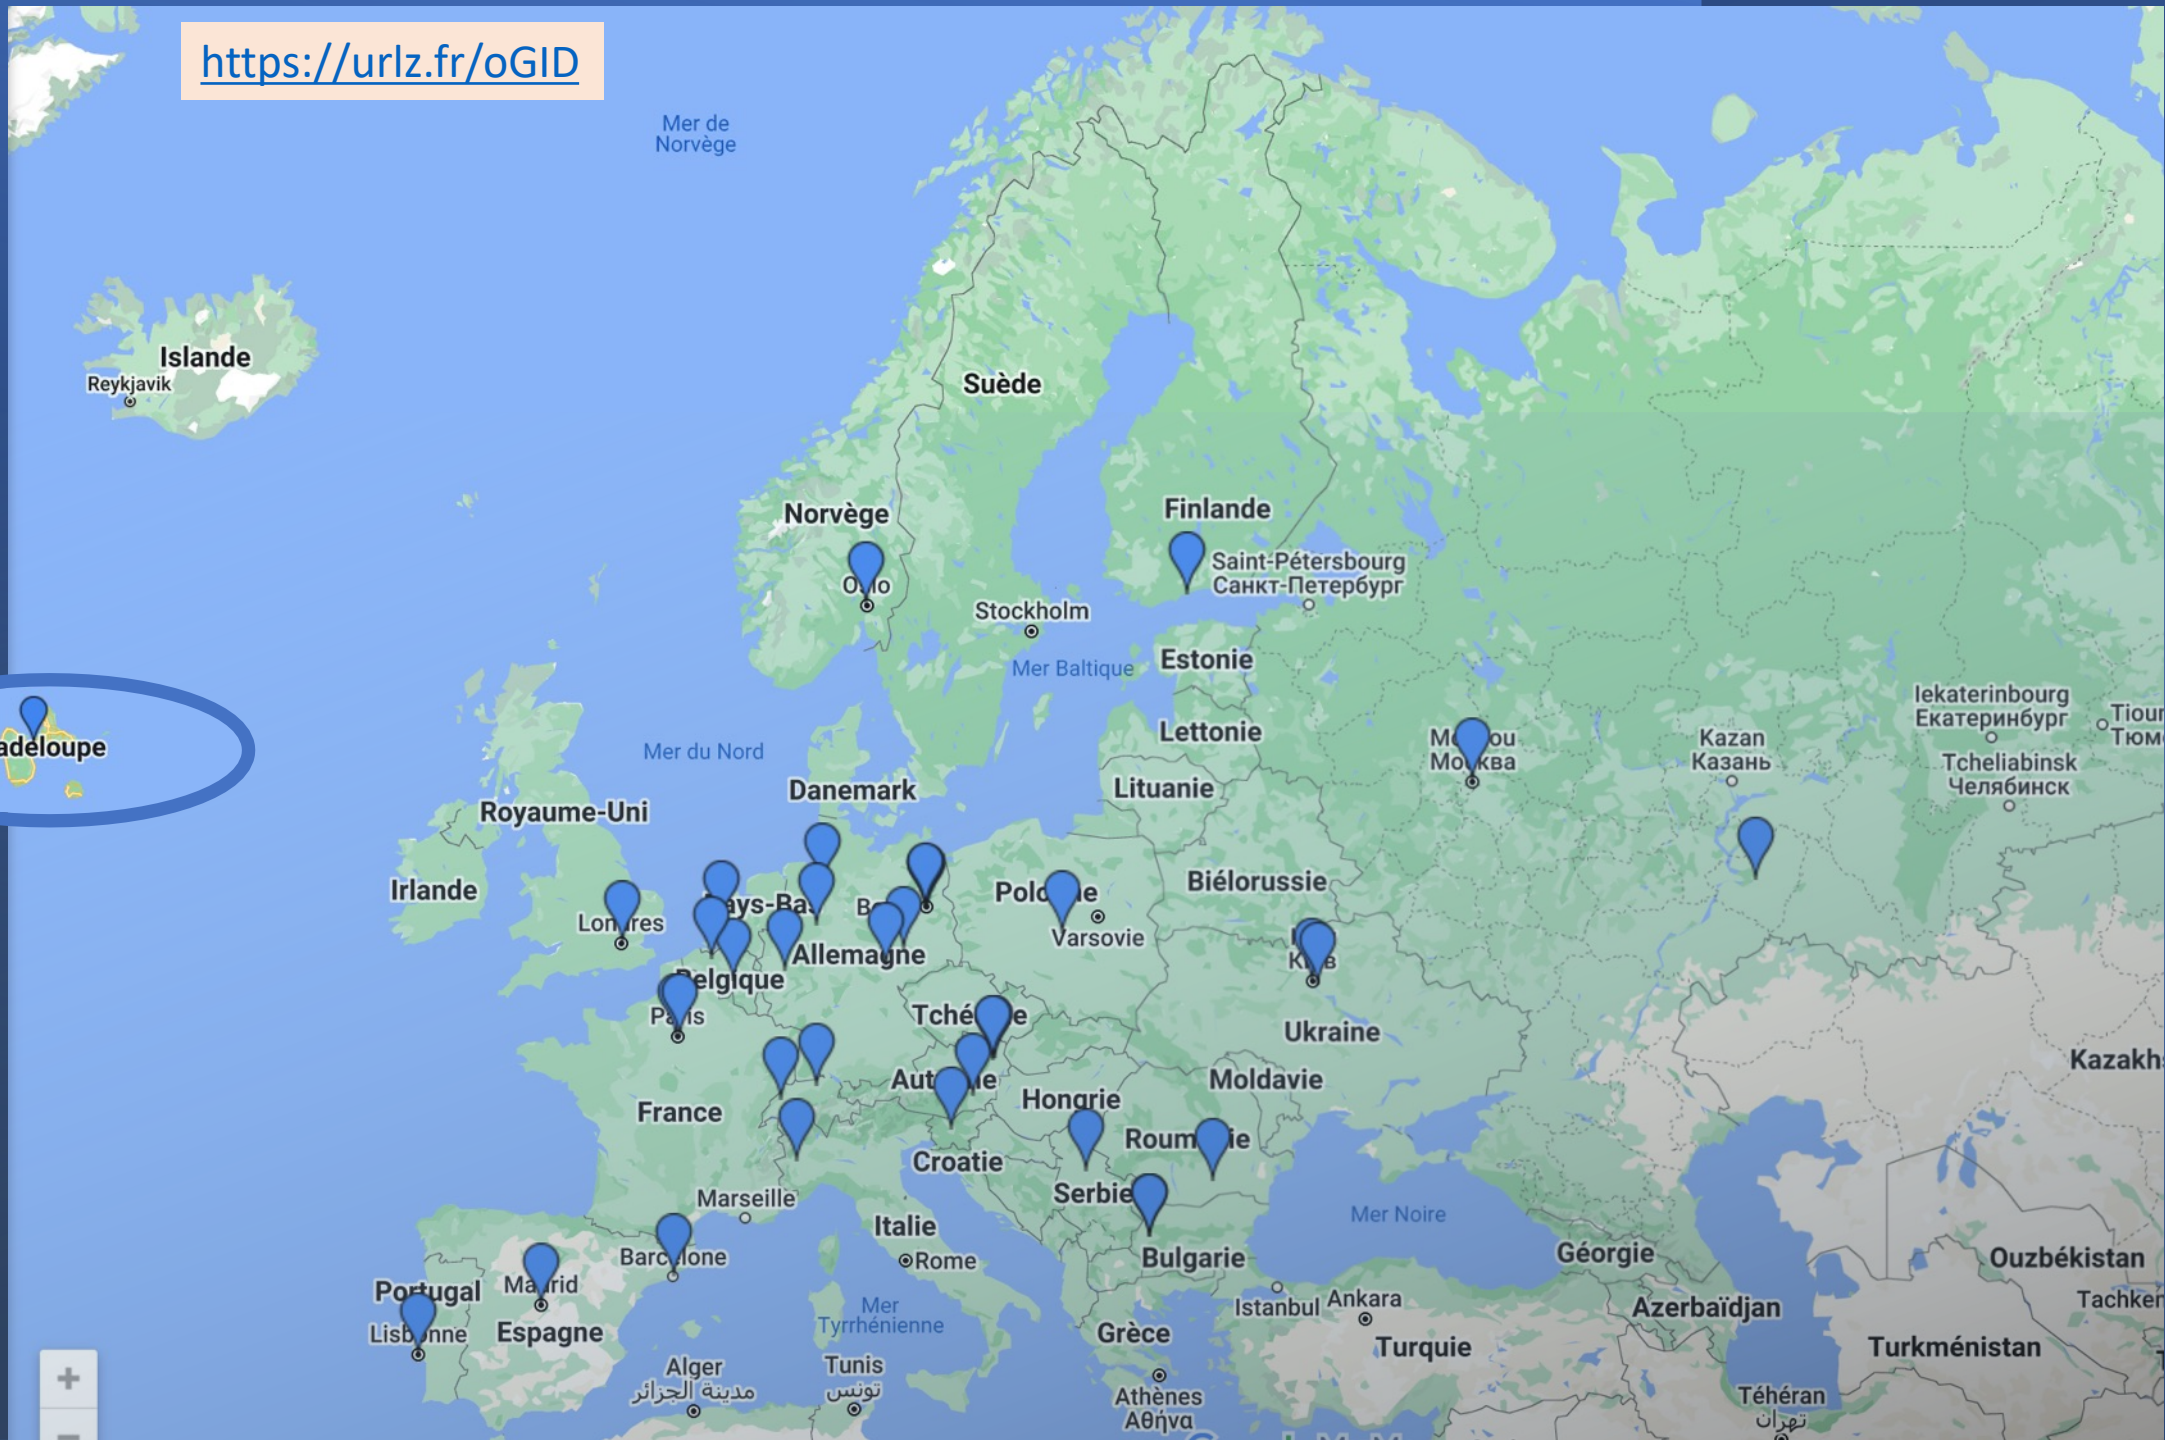 https://urlz.fr/oGID
Mer de
Norvège
Islande
Reykjavik
Suède
Norvège
Finlande
Saint-Pétersbourg
Санкт-Петербург
Stockholm
Mer Baltique
Estonie
Lettonie
Iekaterinbourg
Екатеринбург
Kazan
Казань
Tcheliabinsk
Челябинск
Mer du Nord
Danemark
Lituanie
Royaume-Uni
Irlande
Biélorussie
Varsovie
Allemagne
Belgique
Ukraine
Moldavie
Hongrie
France
Croatie
Serbie
Marseille
Italie
Rome
Mer Noire
Bulgarie
Géorgie
Ouzbékistan
Portugal
Espagne
Mer
Tyrrhénienne
Istanbul
Ankara
Azerbaïdjan
Grèce
Turquie
Turkménistan
Alger
مدينة الجزائر
Tunis
تونس
Athènes
Αθήνα
Téhéran
تهران